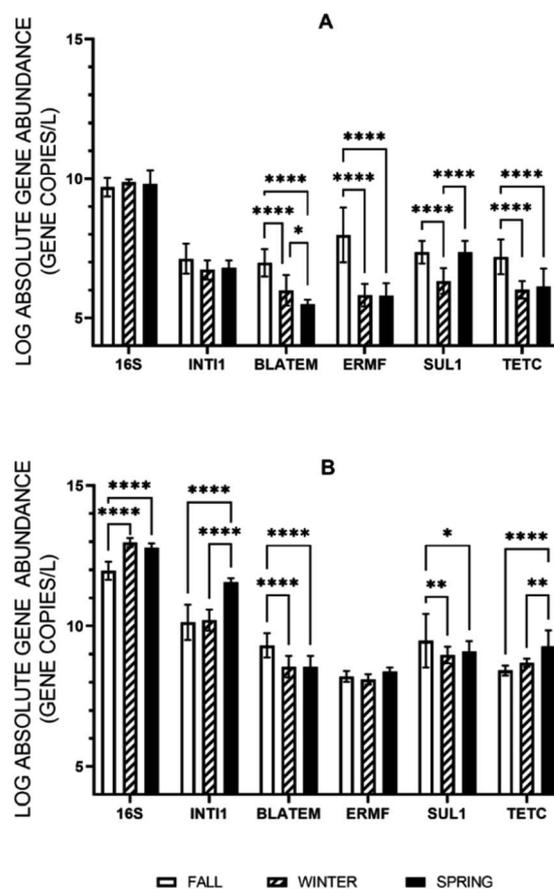 A
LOG ABSOLUTE GENE ABUNDANCE
(GENE COPIES/L)
15
10
5
**** **** **** **** ****
**** * **** **** ****
16S INTI1 BLATEM ERMF SUL1 TETC
B
LOG ABSOLUTE GENE ABUNDANCE
(GENE COPIES/L)
15
10
5
**** **** **** * ****
**** **** **** ** **
16S INTI1 BLATEM ERMF SUL1 TETC
FALL WINTER SPRING